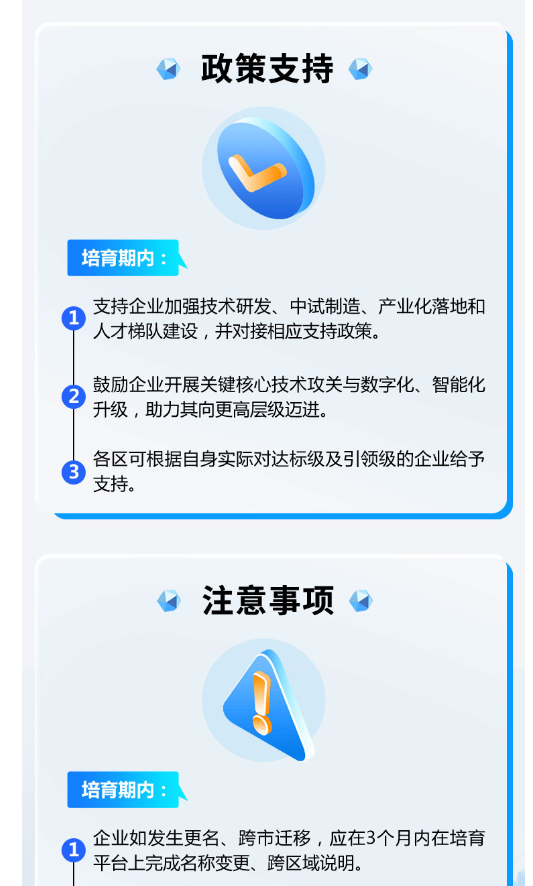 政策支持
培育期内：
1
支持企业加强技术研发、中试制造、产业化落地和
人才梯队建设，并对接相应支持政策。
2
鼓励企业开展关键核心技术攻关与数字化、智能化
升级，助力其向更高层级迈进。
3
各区可根据自身实际对达标级及引领级的企业给予
支持。
注意事项
培育期内：
1
企业如发生更名、跨市迁移，应在3个月内在培育
平台上完成名称变更、跨区域说明。